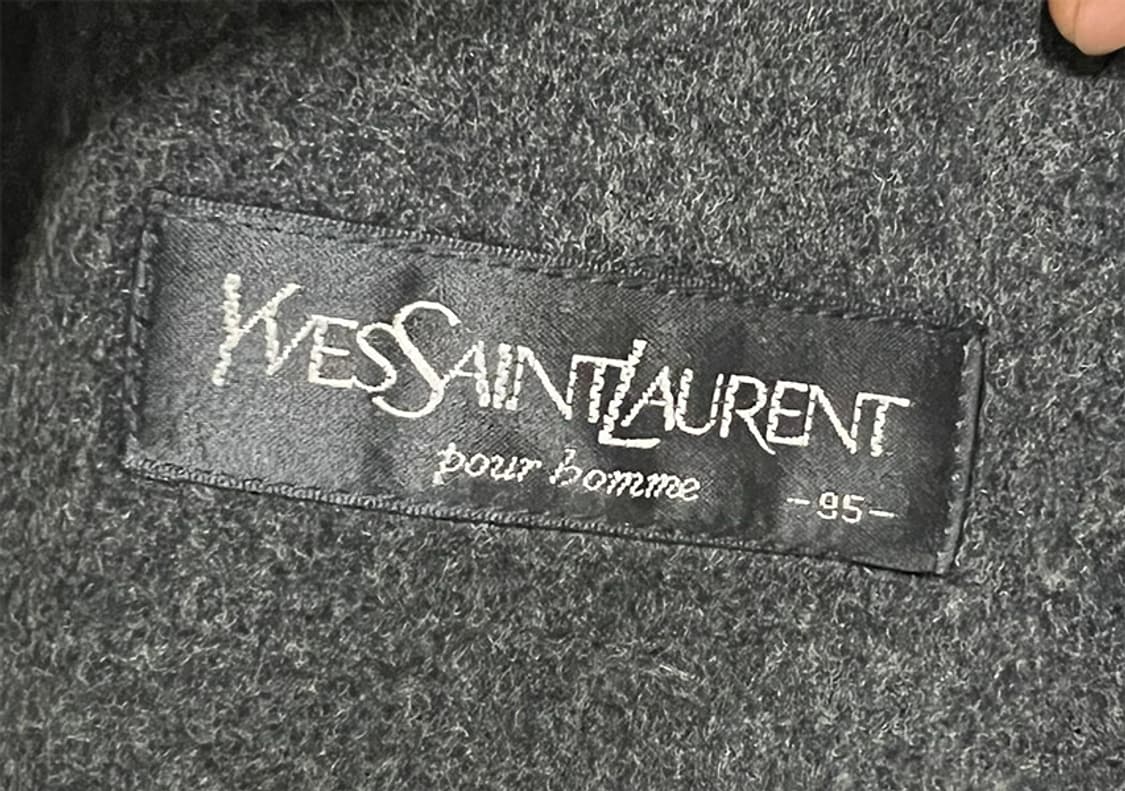 YVESSAINTLAURENT
pour homme
-95-